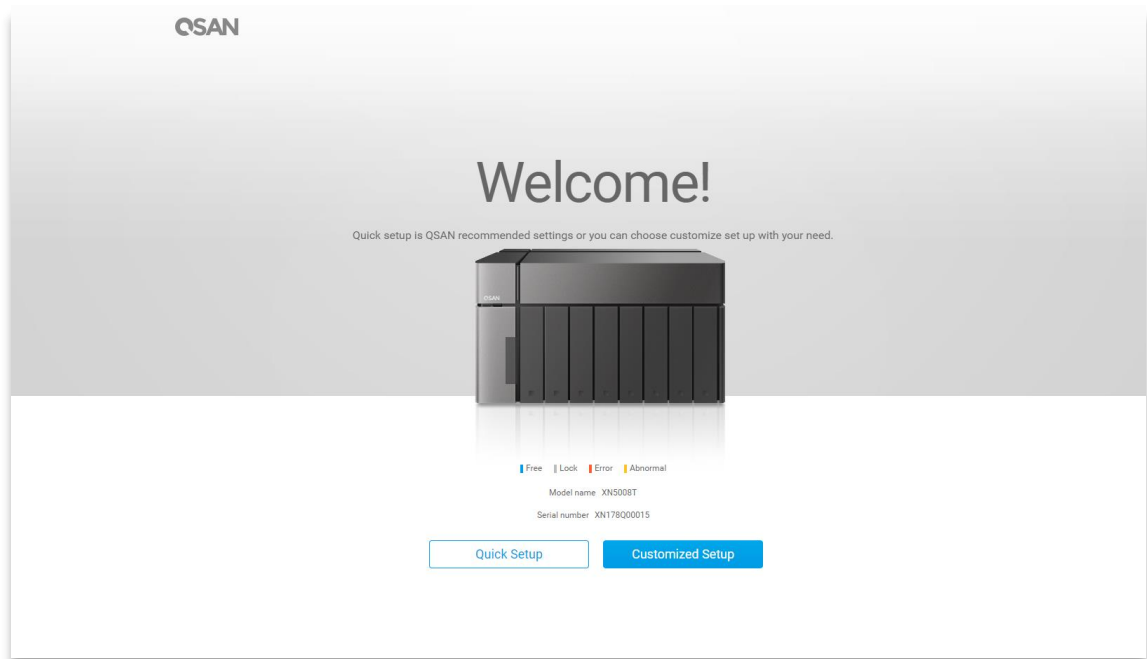 QSAN
Welcome!
Quick setup is QSAN recommended settings or you can choose customize set up with your need.
QSAN
Free Lock Error Abnormal
Model name XN5008T
Serial number XN178Q00015
Quick Setup Customized Setup